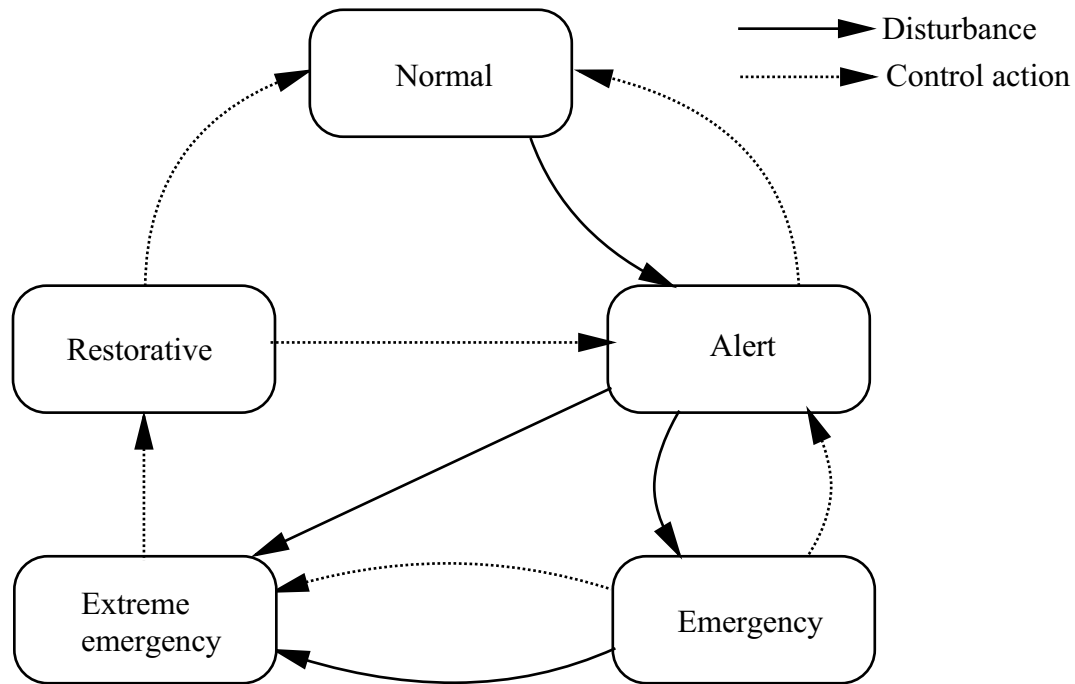 Disturbance
Control action
Normal
Restorative
Alert
Extreme
emergency
Emergency